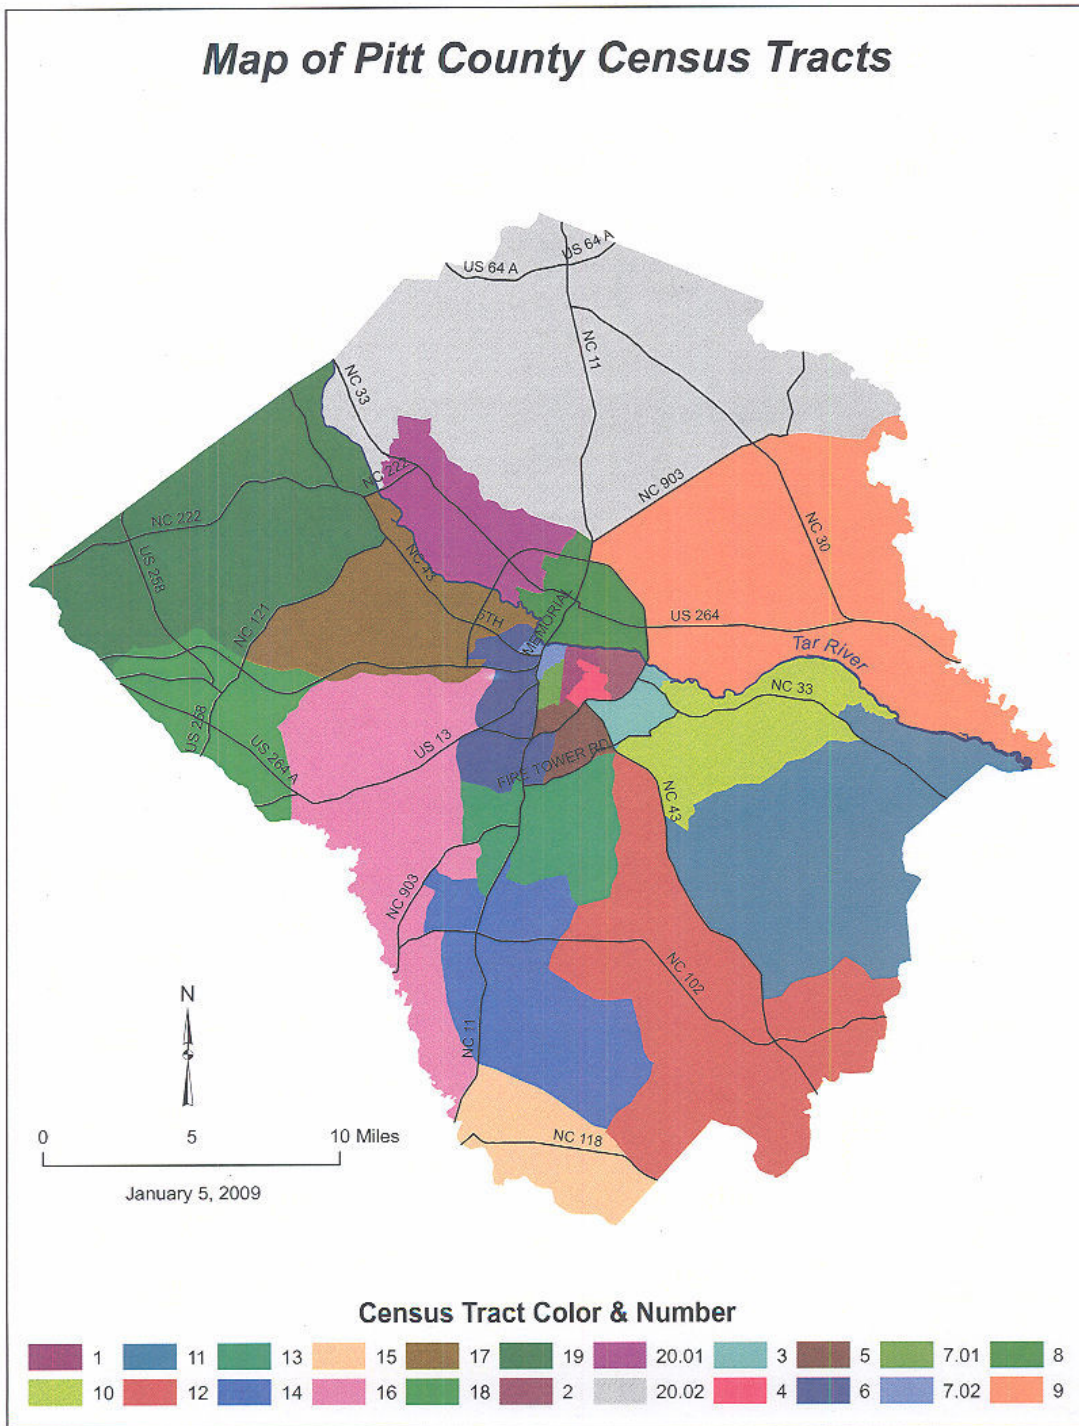 Map of Pitt County Census Tracts
US 64 A
US 64 A
NC 11
NC 33
NC 222
NC 903
NC 222
NC 30
US 258
NC 43
NC 121
5TH
MEMORIAL
US 264
Tar River
NC 33
US 258
US 264 A
US 13
FIRE TOWER RD
NC 43
NC 903
NC 102
NC 11
N
0 5 10 Miles
NC 118
January 5, 2009
Census Tract Color & Number
1 11 13 15 17 19 20.01 3 5 7.01 8
10 12 14 16 18 2 20.02 4 6 7.02 9